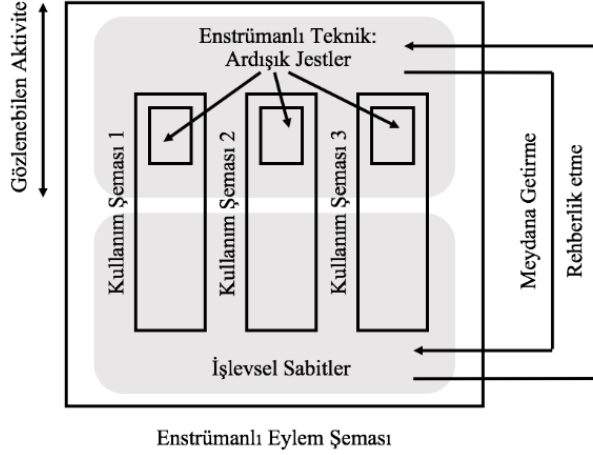 Gözlenebilen Aktivite
Enstrümanlı Teknik:
Ardışık Jestler
Kullanım Şeması 1
Kullanım Şeması 2
Kullanım Şeması 3
Meydana Getirme
Rehberlik etme
İşlevsel Sabitler
Enstrümanlı Eylem Şeması